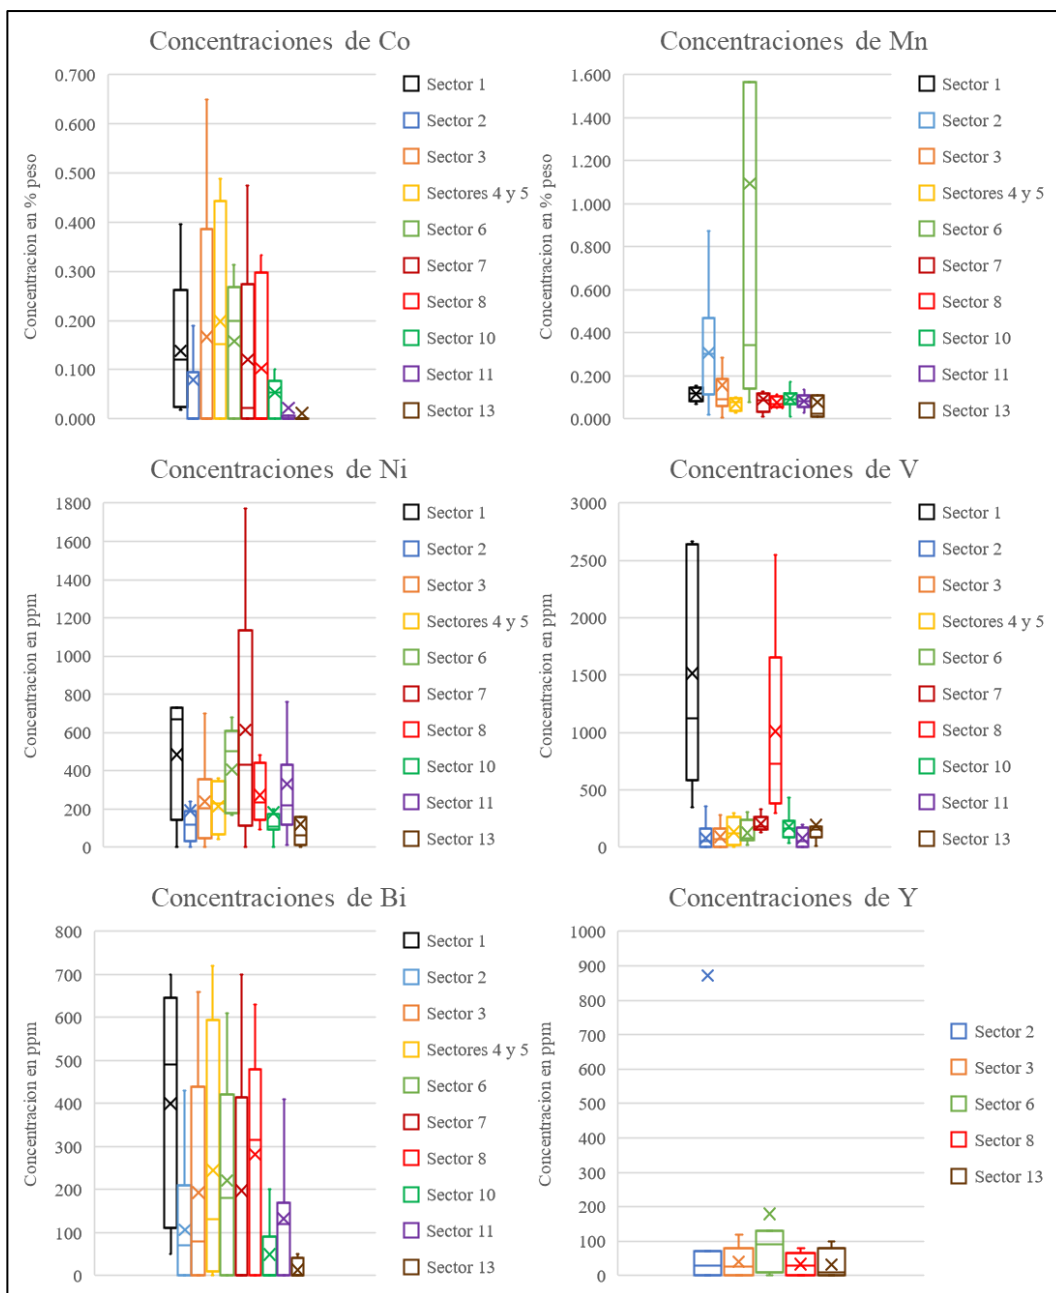 Concentraciones de Co
Concentracion en % peso
0.700
0.600
0.500
0.400
0.300
0.200
0.100
0.000
Sector 1
Sector 2
Sector 3
Sectores 4 y 5
Sector 6
Sector 7
Sector 8
Sector 10
Sector 11
Sector 13
Concentraciones de Mn
Concentracion en % peso
1.600
1.400
1.200
1.000
0.800
0.600
0.400
0.200
0.000
Sector 1
Sector 2
Sector 3
Sectores 4 y 5
Sector 6
Sector 7
Sector 8
Sector 10
Sector 11
Sector 13
Concentraciones de Ni
Concentracion en ppm
1800
1600
1400
1200
1000
800
600
400
200
0
Sector 1
Sector 2
Sector 3
Sectores 4 y 5
Sector 6
Sector 7
Sector 8
Sector 10
Sector 11
Sector 13
Concentraciones de V
Concentracion en ppm
3000
2500
2000
1500
1000
500
0
Sector 1
Sector 2
Sector 3
Sectores 4 y 5
Sector 6
Sector 7
Sector 8
Sector 10
Sector 11
Sector 13
Concentraciones de Bi
Concentracion en ppm
800
700
600
500
400
300
200
100
0
Sector 1
Sector 2
Sector 3
Sectores 4 y 5
Sector 6
Sector 7
Sector 8
Sector 10
Sector 11
Sector 13
Concentraciones de Y
Concentracion en ppm
1000
900
800
700
600
500
400
300
200
100
0
Sector 2
Sector 3
Sector 6
Sector 8
Sector 13